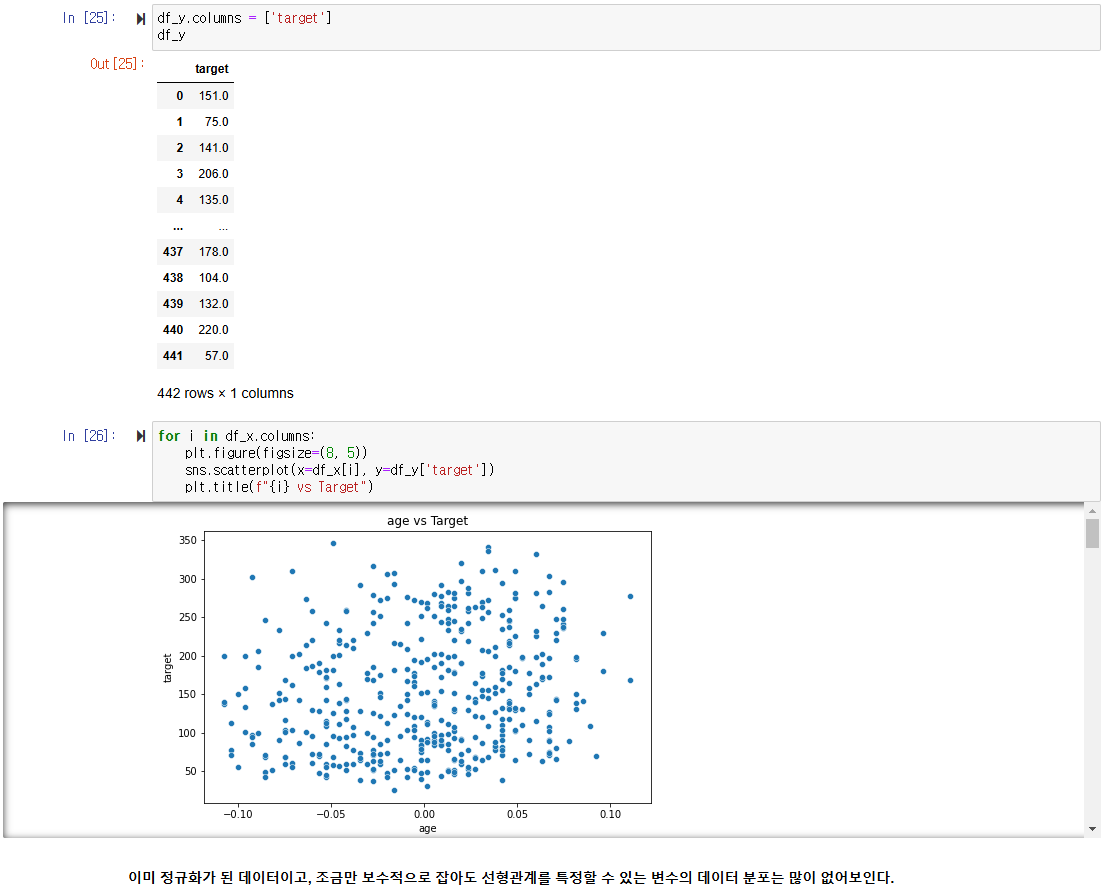 In [25]: df_y.columns = ['target']
df_y
Out[25]:
target
0 151.0
1 75.0
2 141.0
3 206.0
4 135.0
... ...
437 178.0
438 104.0
439 132.0
440 220.0
441 57.0
442 rows × 1 columns
In [26]: for i in df_x.columns:
plt.figure(figsize=(8, 5))
sns.scatterplot(x=df_x[i], y=df_y['target'])
plt.title(f"{i} vs Target")
age vs Target
350
300
250
200
150
100
50
target
−0.10 −0.05 0.00 0.05 0.10
age
이미 정규화가 된 데이터이고, 조금만 보수적으로 잡아도 선형관계를 특정할 수 있는 변수의 데이터 분포는 많이 없어보인다.